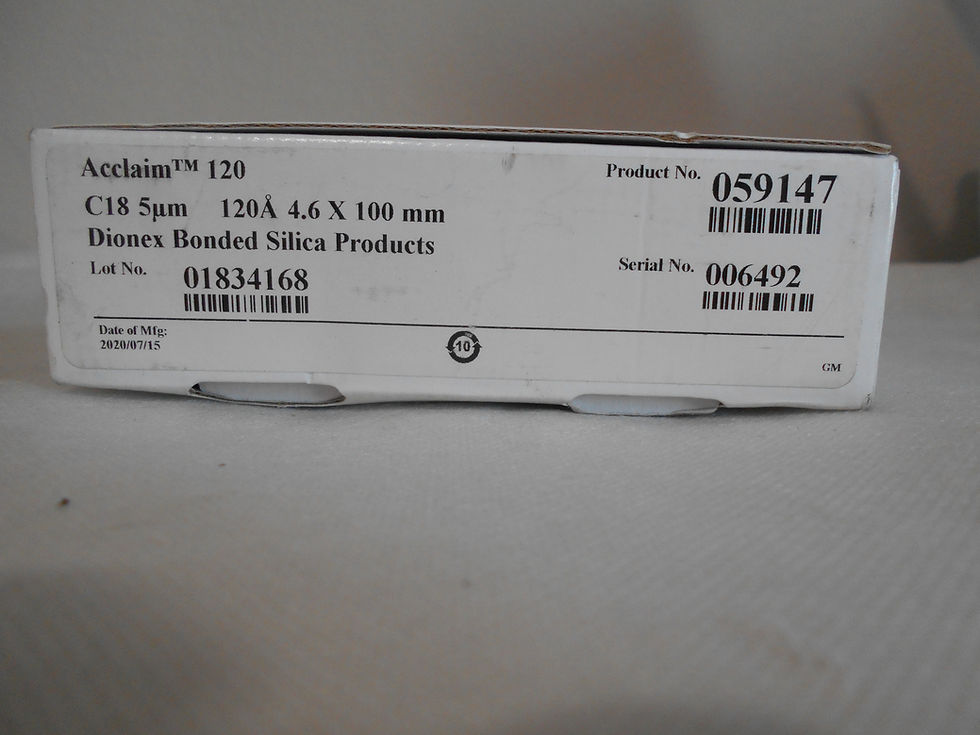 Acclaim™ 120
Product No. 059147
C18 5µm 120Å 4.6 X 100 mm
Dionex Bonded Silica Products
Lot No. 01834168
Serial No. 006492
Date of Mfg:
2020/07/15
10
GM